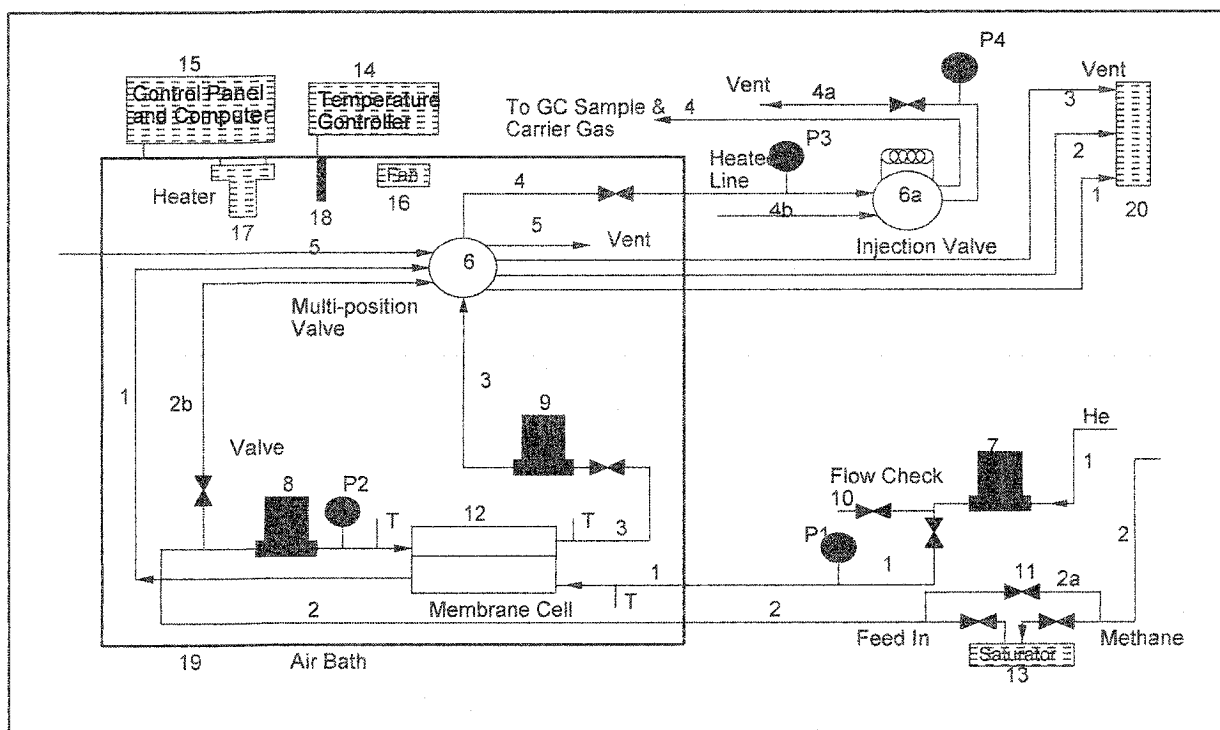 15
Control Panel
and Computer
14
Temperature
Controller
P4
Vent
4a
Vent
3
To GC Sample &
Carrier Gas
4
P3
2
Heater
Fan
16
4
Heated
Line
6a
1
20
17
18
4b
5
5
Vent
Injection Valve
6
Multi-position
Valve
3
1
2b
9
He
Valve
7
1
Flow Check
8
P2
12
10
T
T
3
P1
2
1
1
11
2a
T
Membrane Cell
2
2
Feed In
Methane
19
Air Bath
Saturator
13